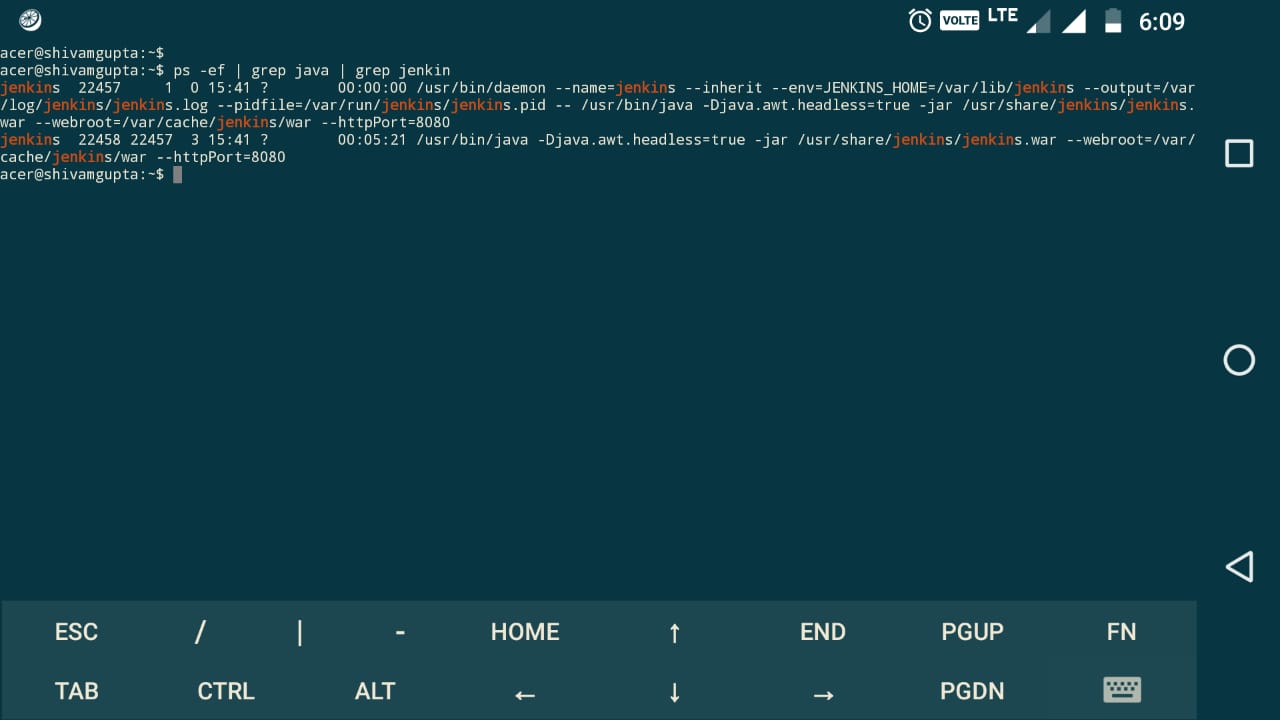 VOLTE LTE 6:09
acer@shivamgupta:~$
acer@shivamgupta:~$ ps -ef | grep java | grep jenkin
jenkins  22457     1  0 15:41 ?        00:00:00 /usr/bin/daemon --name=jenkins --inherit --env=JENKINS_HOME=/var/lib/jenkins --output=/var
/log/jenkins/jenkins.log --pidfile=/var/run/jenkins/jenkins.pid -- /usr/bin/java -Djava.awt.headless=true -jar /usr/share/jenkins/jenkins.
war --webroot=/var/cache/jenkins/war --httpPort=8080
jenkins  22458 22457  3 15:41 ?        00:05:21 /usr/bin/java -Djava.awt.headless=true -jar /usr/share/jenkins/jenkins.war --webroot=/var/
cache/jenkins/war --httpPort=8080
acer@shivamgupta:~$
ESC / | - HOME ↑ END PGUP FN
TAB CTRL ALT ← ↓ → PGDN